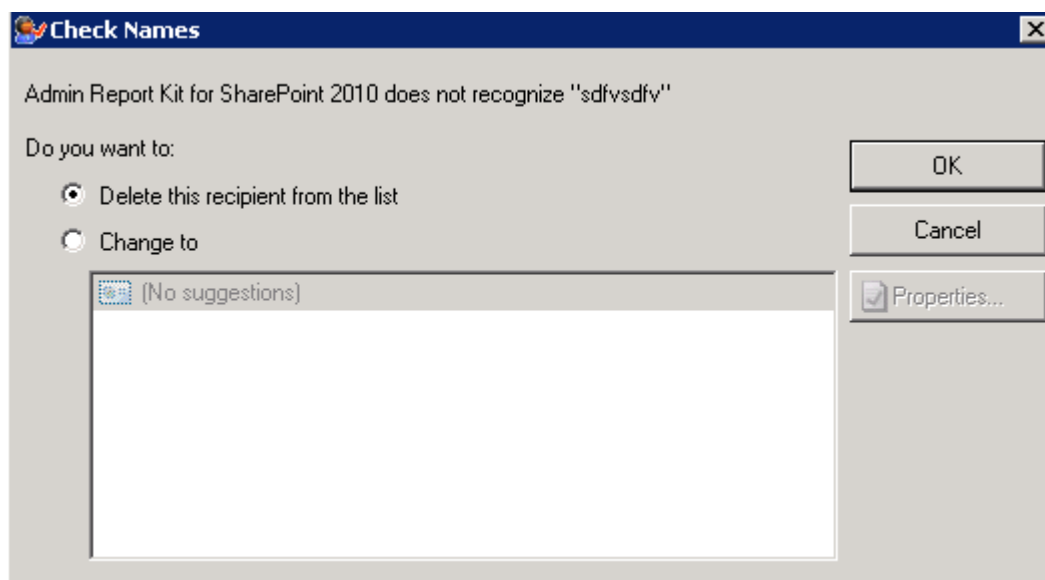 Check Names
Admin Report Kit for SharePoint 2010 does not recognize "sdfvsdfv"
Do you want to:
OK
Delete this recipient from the list
Cancel
Change to
(No suggestions)
Properties...